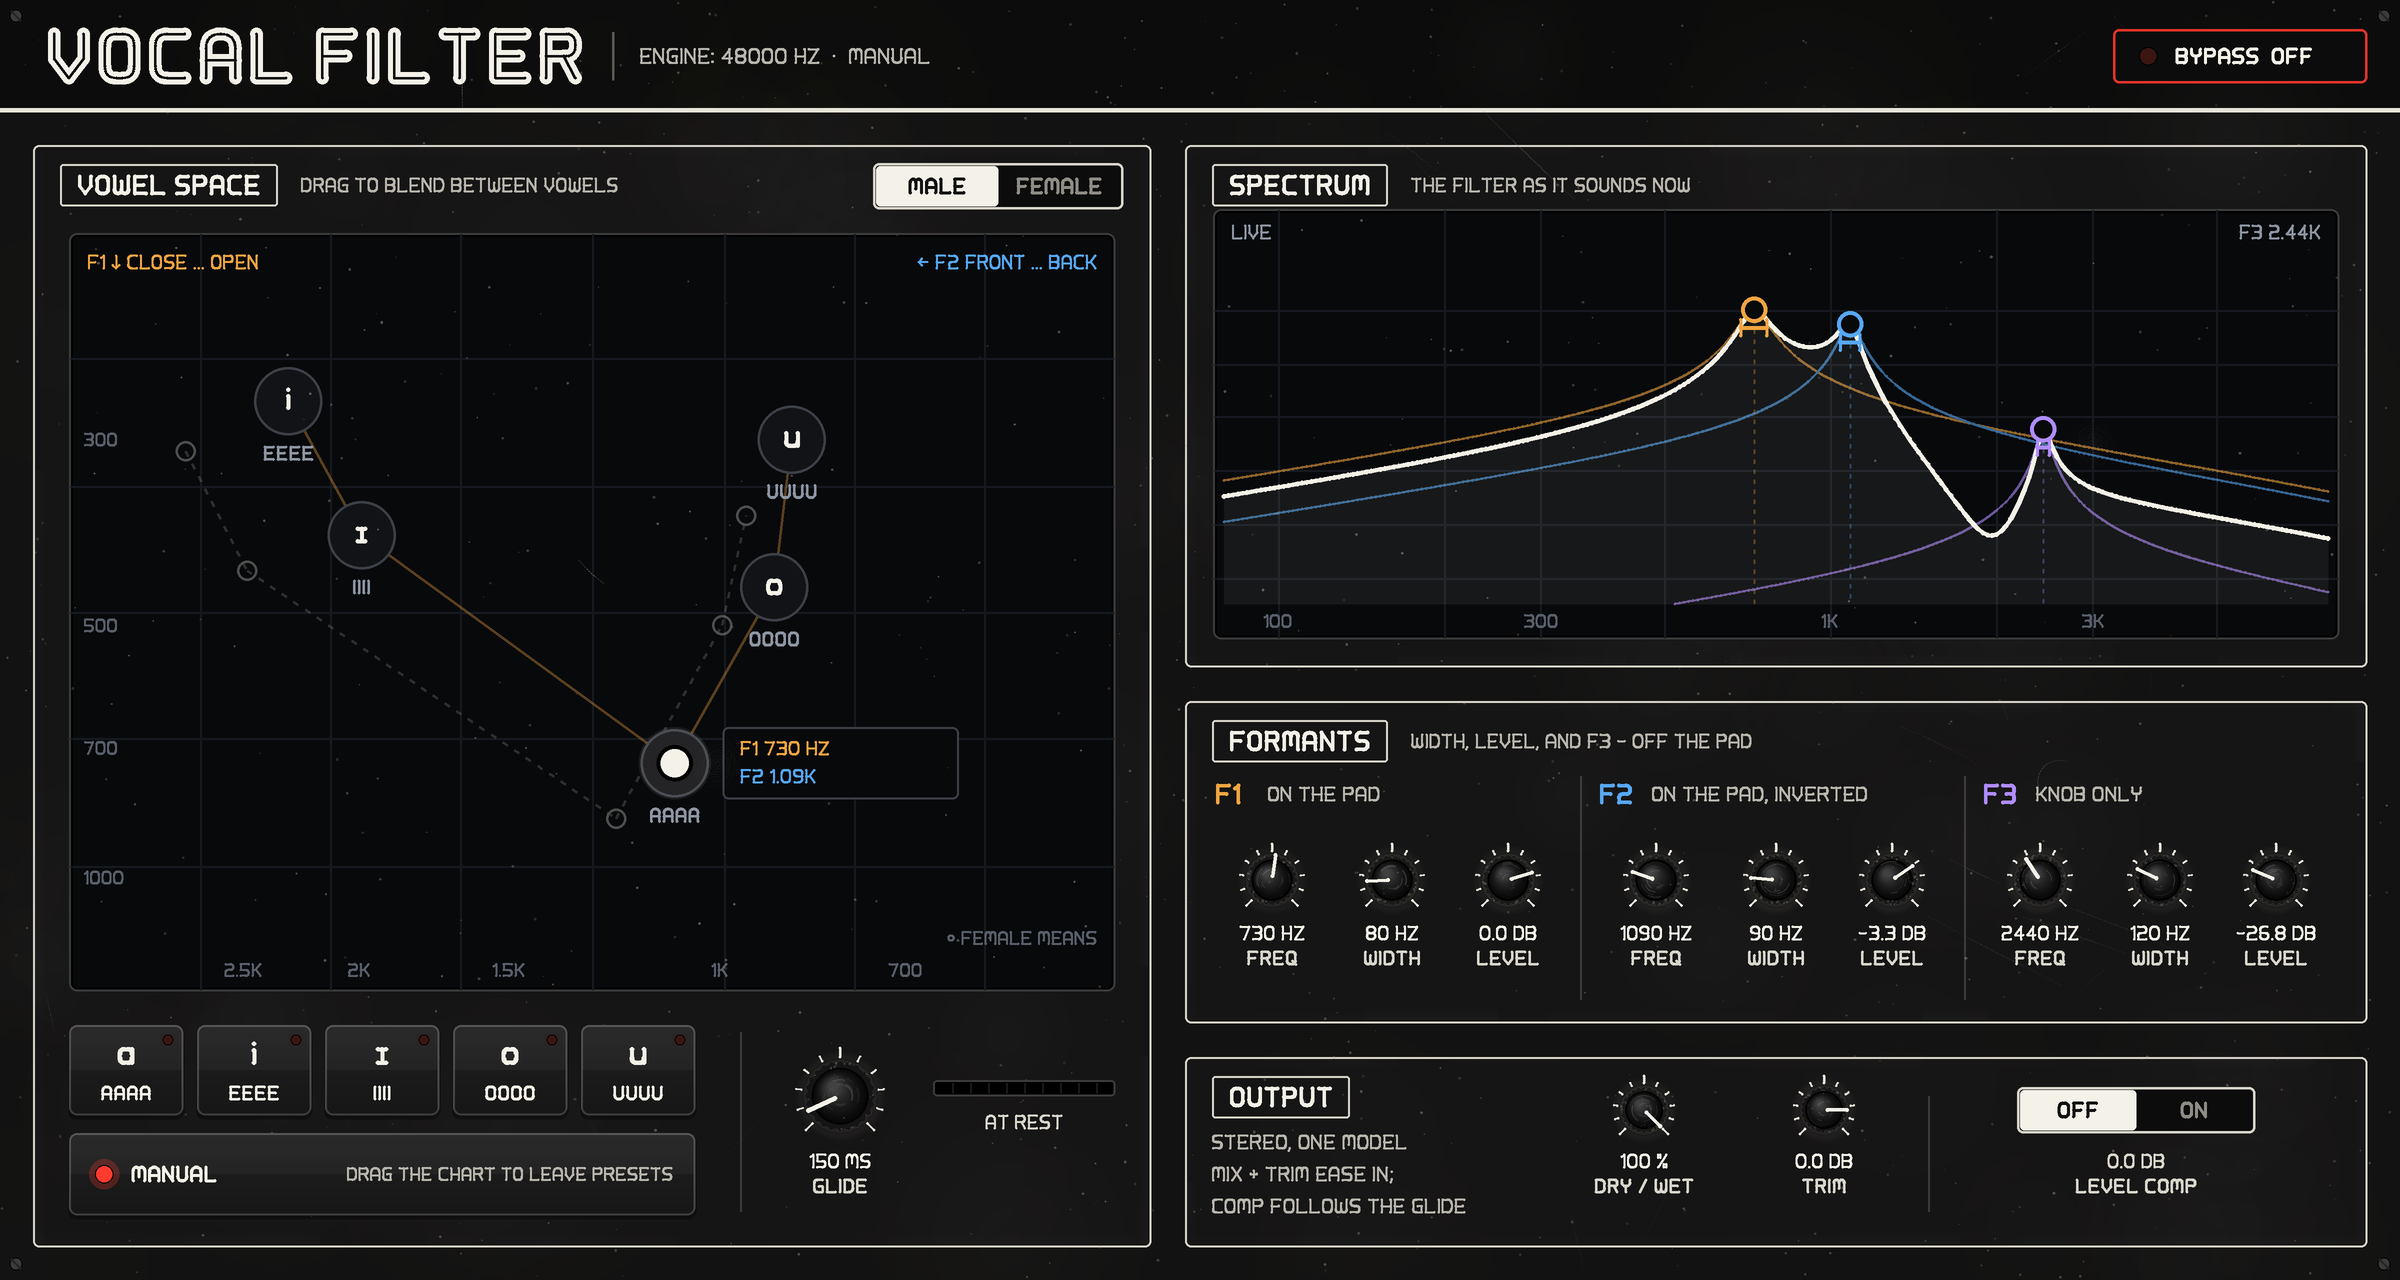 VOCAL FILTER
ENGINE: 48000 HZ · MANUAL
BYPASS OFF
VOWEL SPACE
DRAG TO BLEND BETWEEN VOWELS
MALE
FEMALE
F1 ↓ CLOSE ... OPEN
← F2 FRONT ... BACK
i
EEEE
u
UUUU
300
ɪ
IIII
o
OOOO
500
700
F1 730 HZ
F2 1.09K
AAAA
1000
FEMALE MEANS
2.5K
2K
1.5K
1K
700
a
AAAA
i
EEEE
ɪ
IIII
o
OOOO
u
UUUU
MANUAL
DRAG THE CHART TO LEAVE PRESETS
150 MS
GLIDE
AT REST
SPECTRUM
THE FILTER AS IT SOUNDS NOW
LIVE
F3 2.44K
100
300
1K
3K
FORMANTS
WIDTH, LEVEL, AND F3 - OFF THE PAD
F1
ON THE PAD
730 HZ
FREQ
80 HZ
WIDTH
0.0 DB
LEVEL
F2
ON THE PAD, INVERTED
1090 HZ
FREQ
90 HZ
WIDTH
-3.3 DB
LEVEL
F3
KNOB ONLY
2440 HZ
FREQ
120 HZ
WIDTH
-26.8 DB
LEVEL
OUTPUT
STEREO, ONE MODEL
MIX + TRIM EASE IN;
COMP FOLLOWS THE GLIDE
100 %
DRY / WET
0.0 DB
TRIM
OFF
ON
0.0 DB
LEVEL COMP